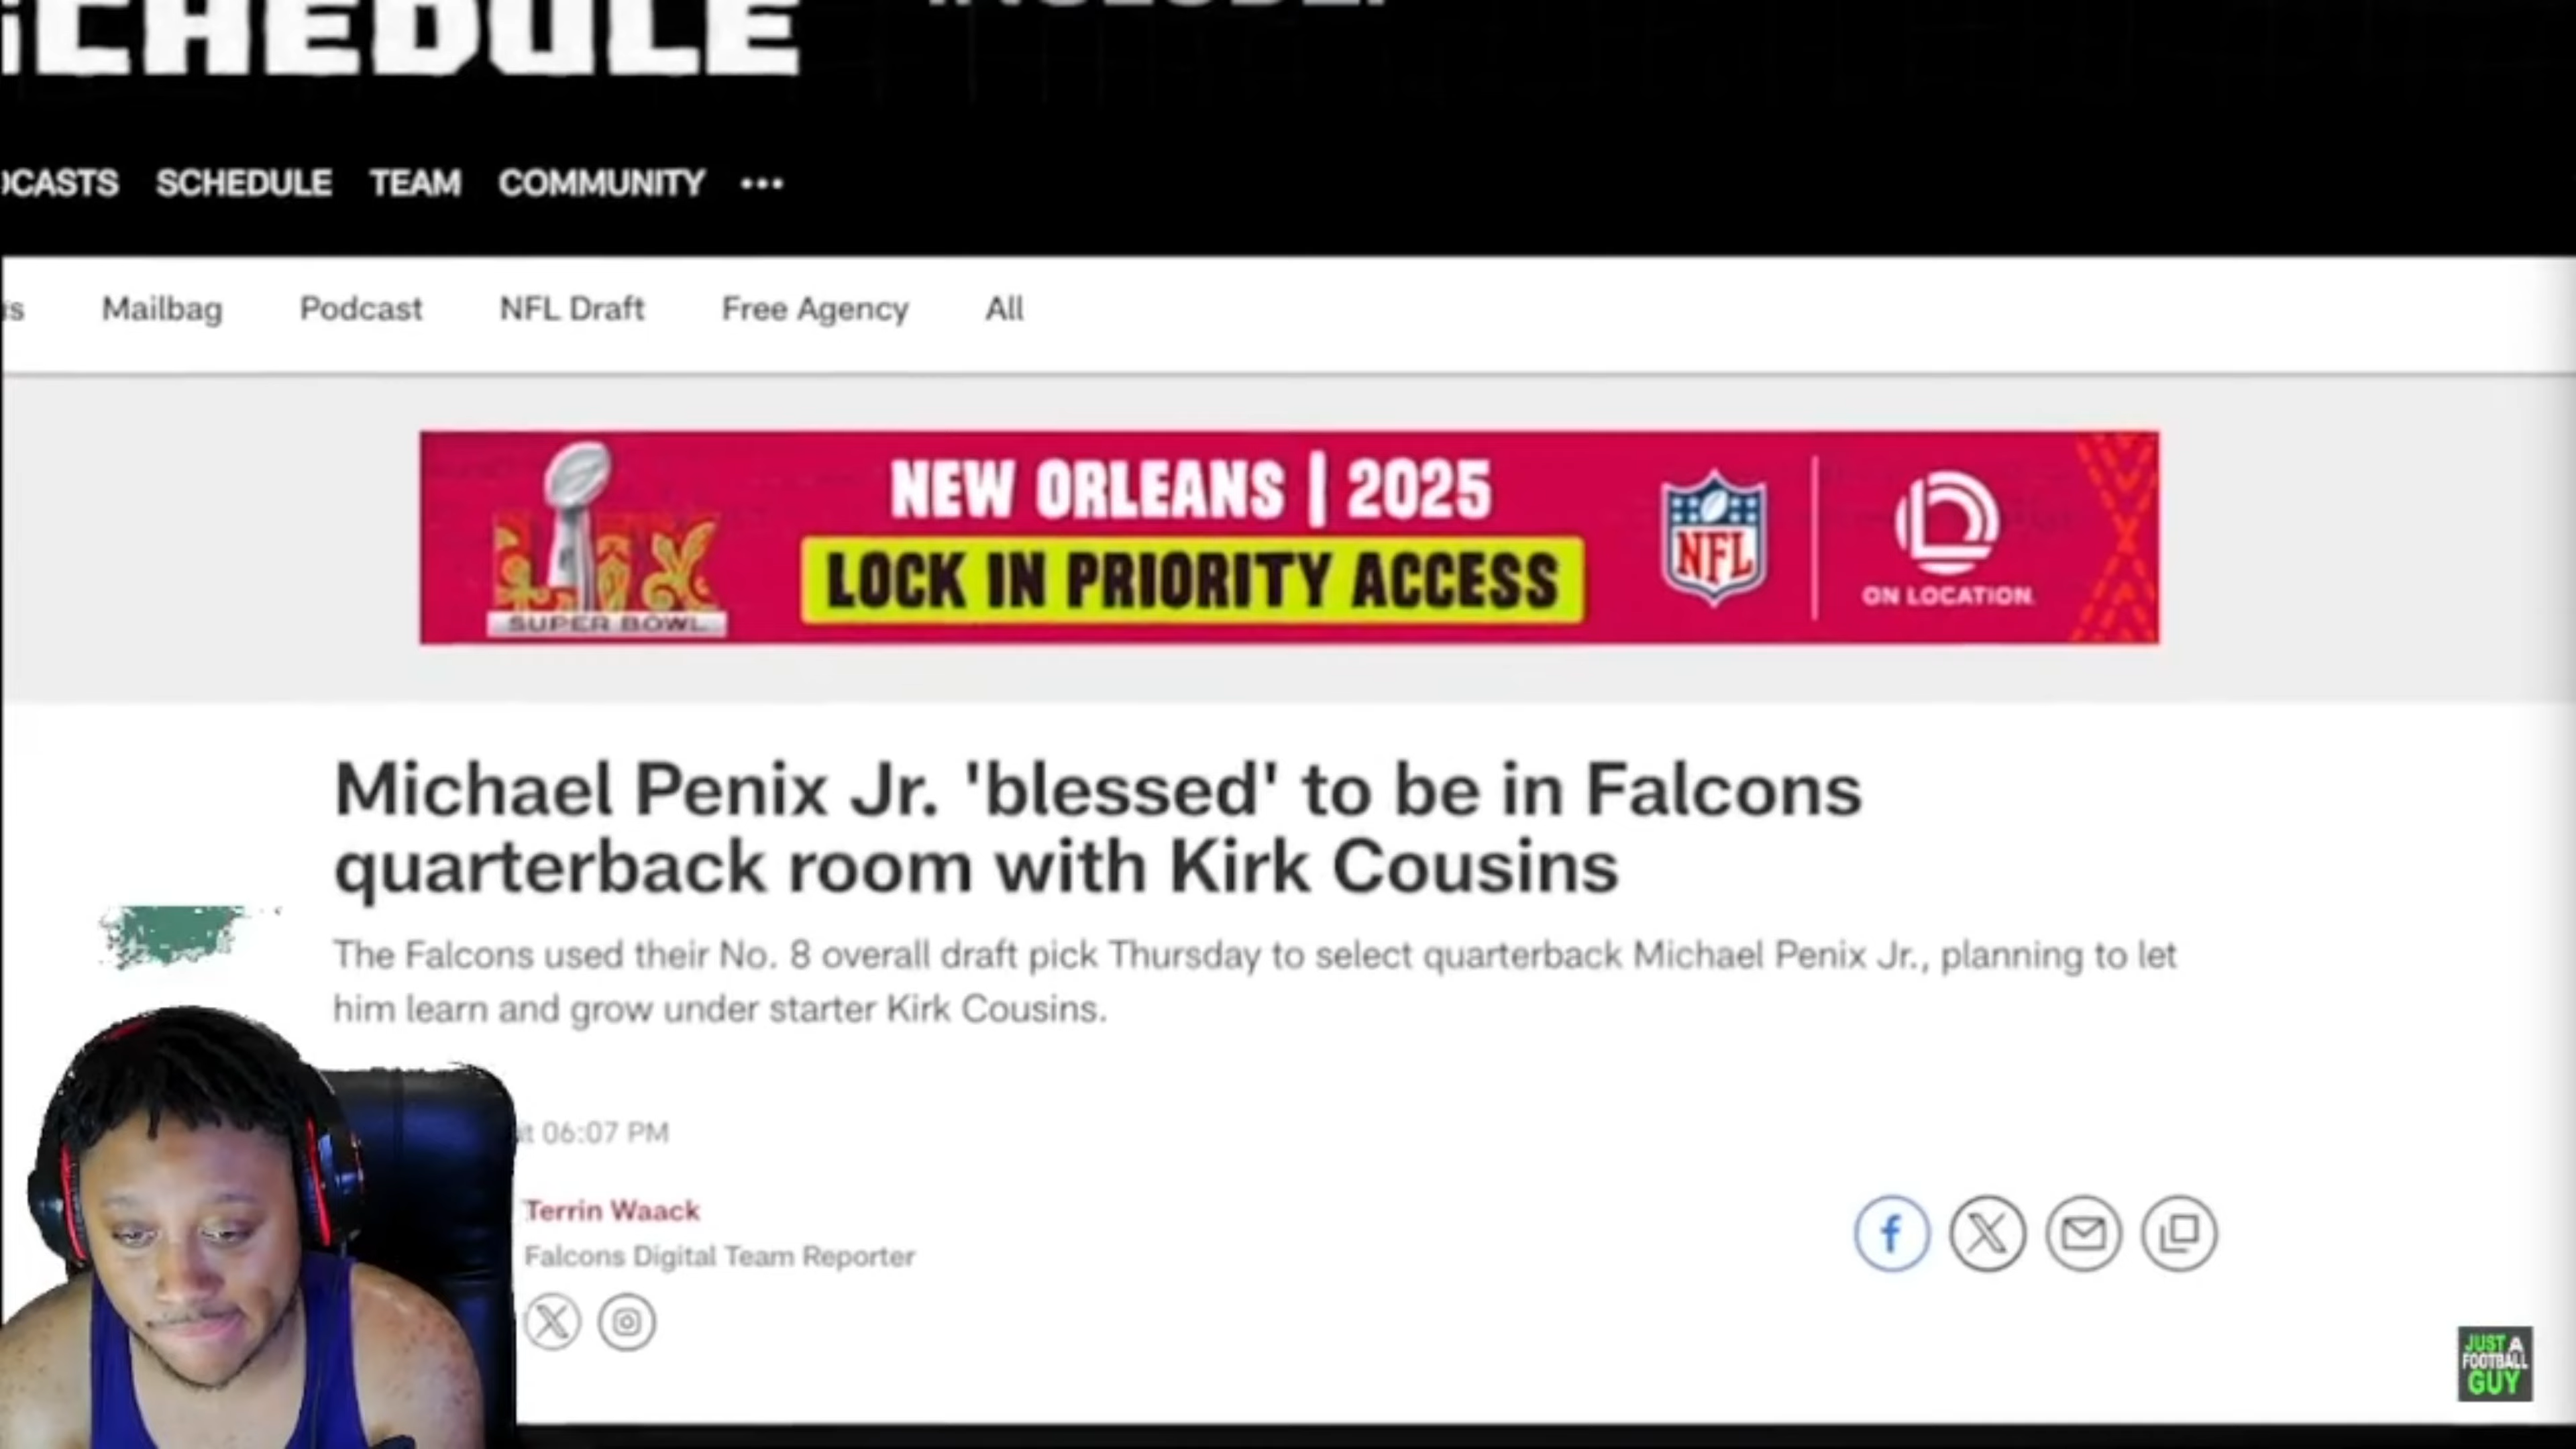 SCHEDULE
SCHEDULE TEAM COMMUNITY •••
Mailbag Podcast NFL Draft Free Agency All
NEW ORLEANS | 2025
LOCK IN PRIORITY ACCESS
LIX
SUPER BOWL
NFL
ON LOCATION
Michael Penix Jr. 'blessed' to be in Falcons
quarterback room with Kirk Cousins
The Falcons used their No. 8 overall draft pick Thursday to select quarterback Michael Penix Jr., planning to let
him learn and grow under starter Kirk Cousins.
06:07 PM
Terrin Waack
Falcons Digital Team Reporter
JUST A
FOOTBALL
GUY